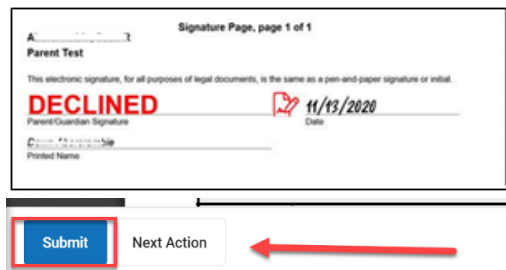 Signature Page, page 1 of 1
Parent Test
This electronic signature, for all purposes of legal documents, is the same as a pen-and-paper signature or initial.
DECLINED 11/13/2020
Parent/Guardian Signature Date
Printed Name
Submit Next Action